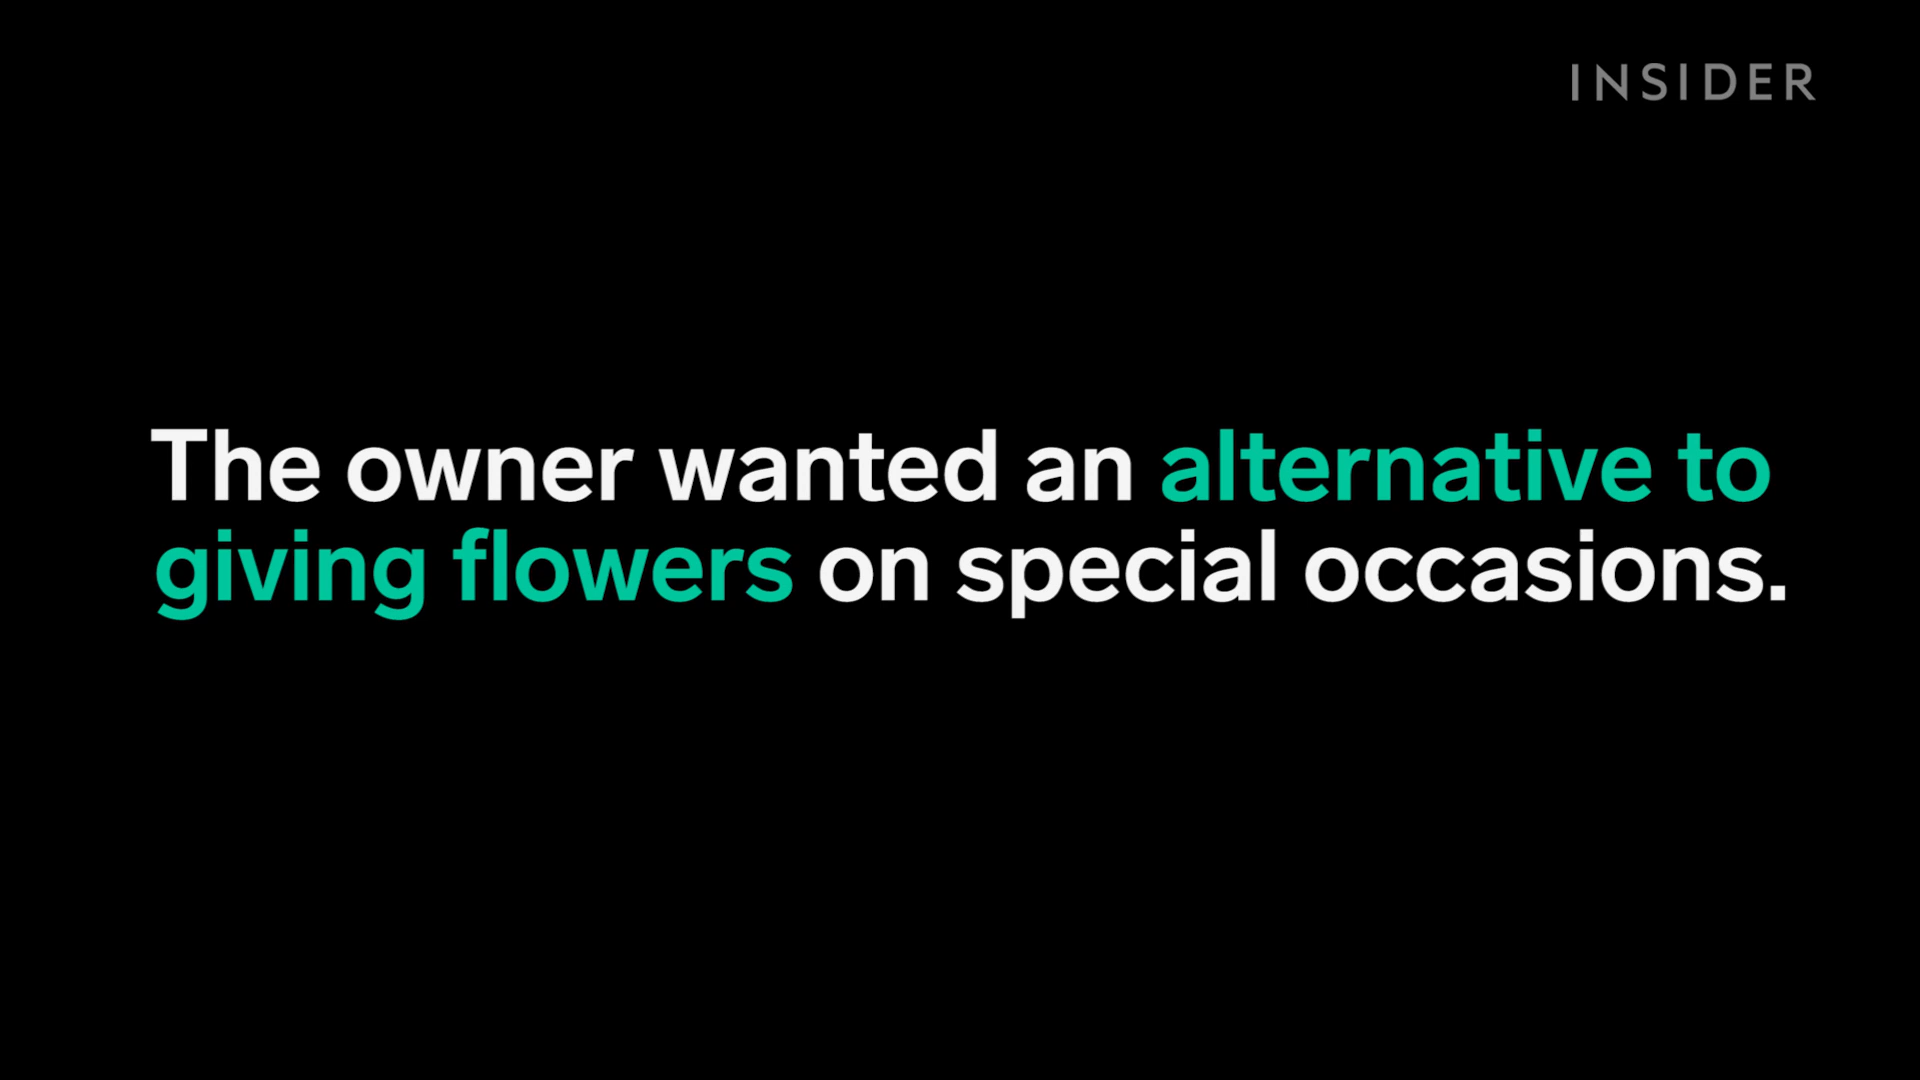 INSIDER
The owner wanted an alternative to
giving flowers on special occasions.